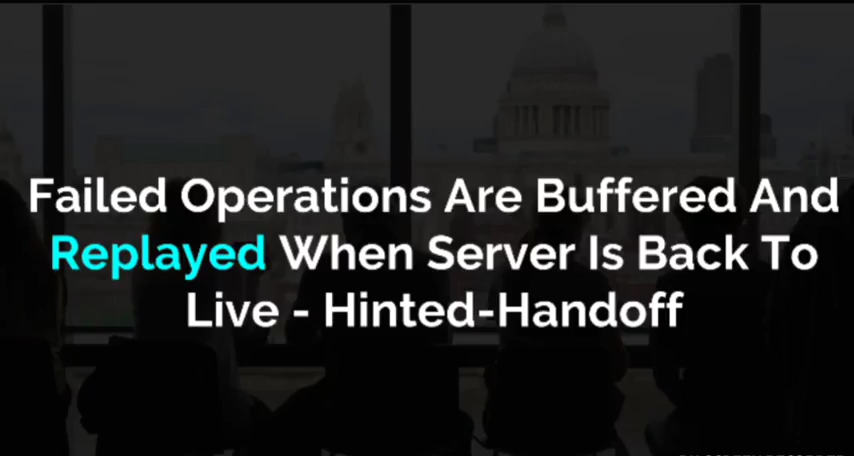 Failed Operations Are Buffered And
Replayed When Server Is Back To
Live - Hinted-Handoff